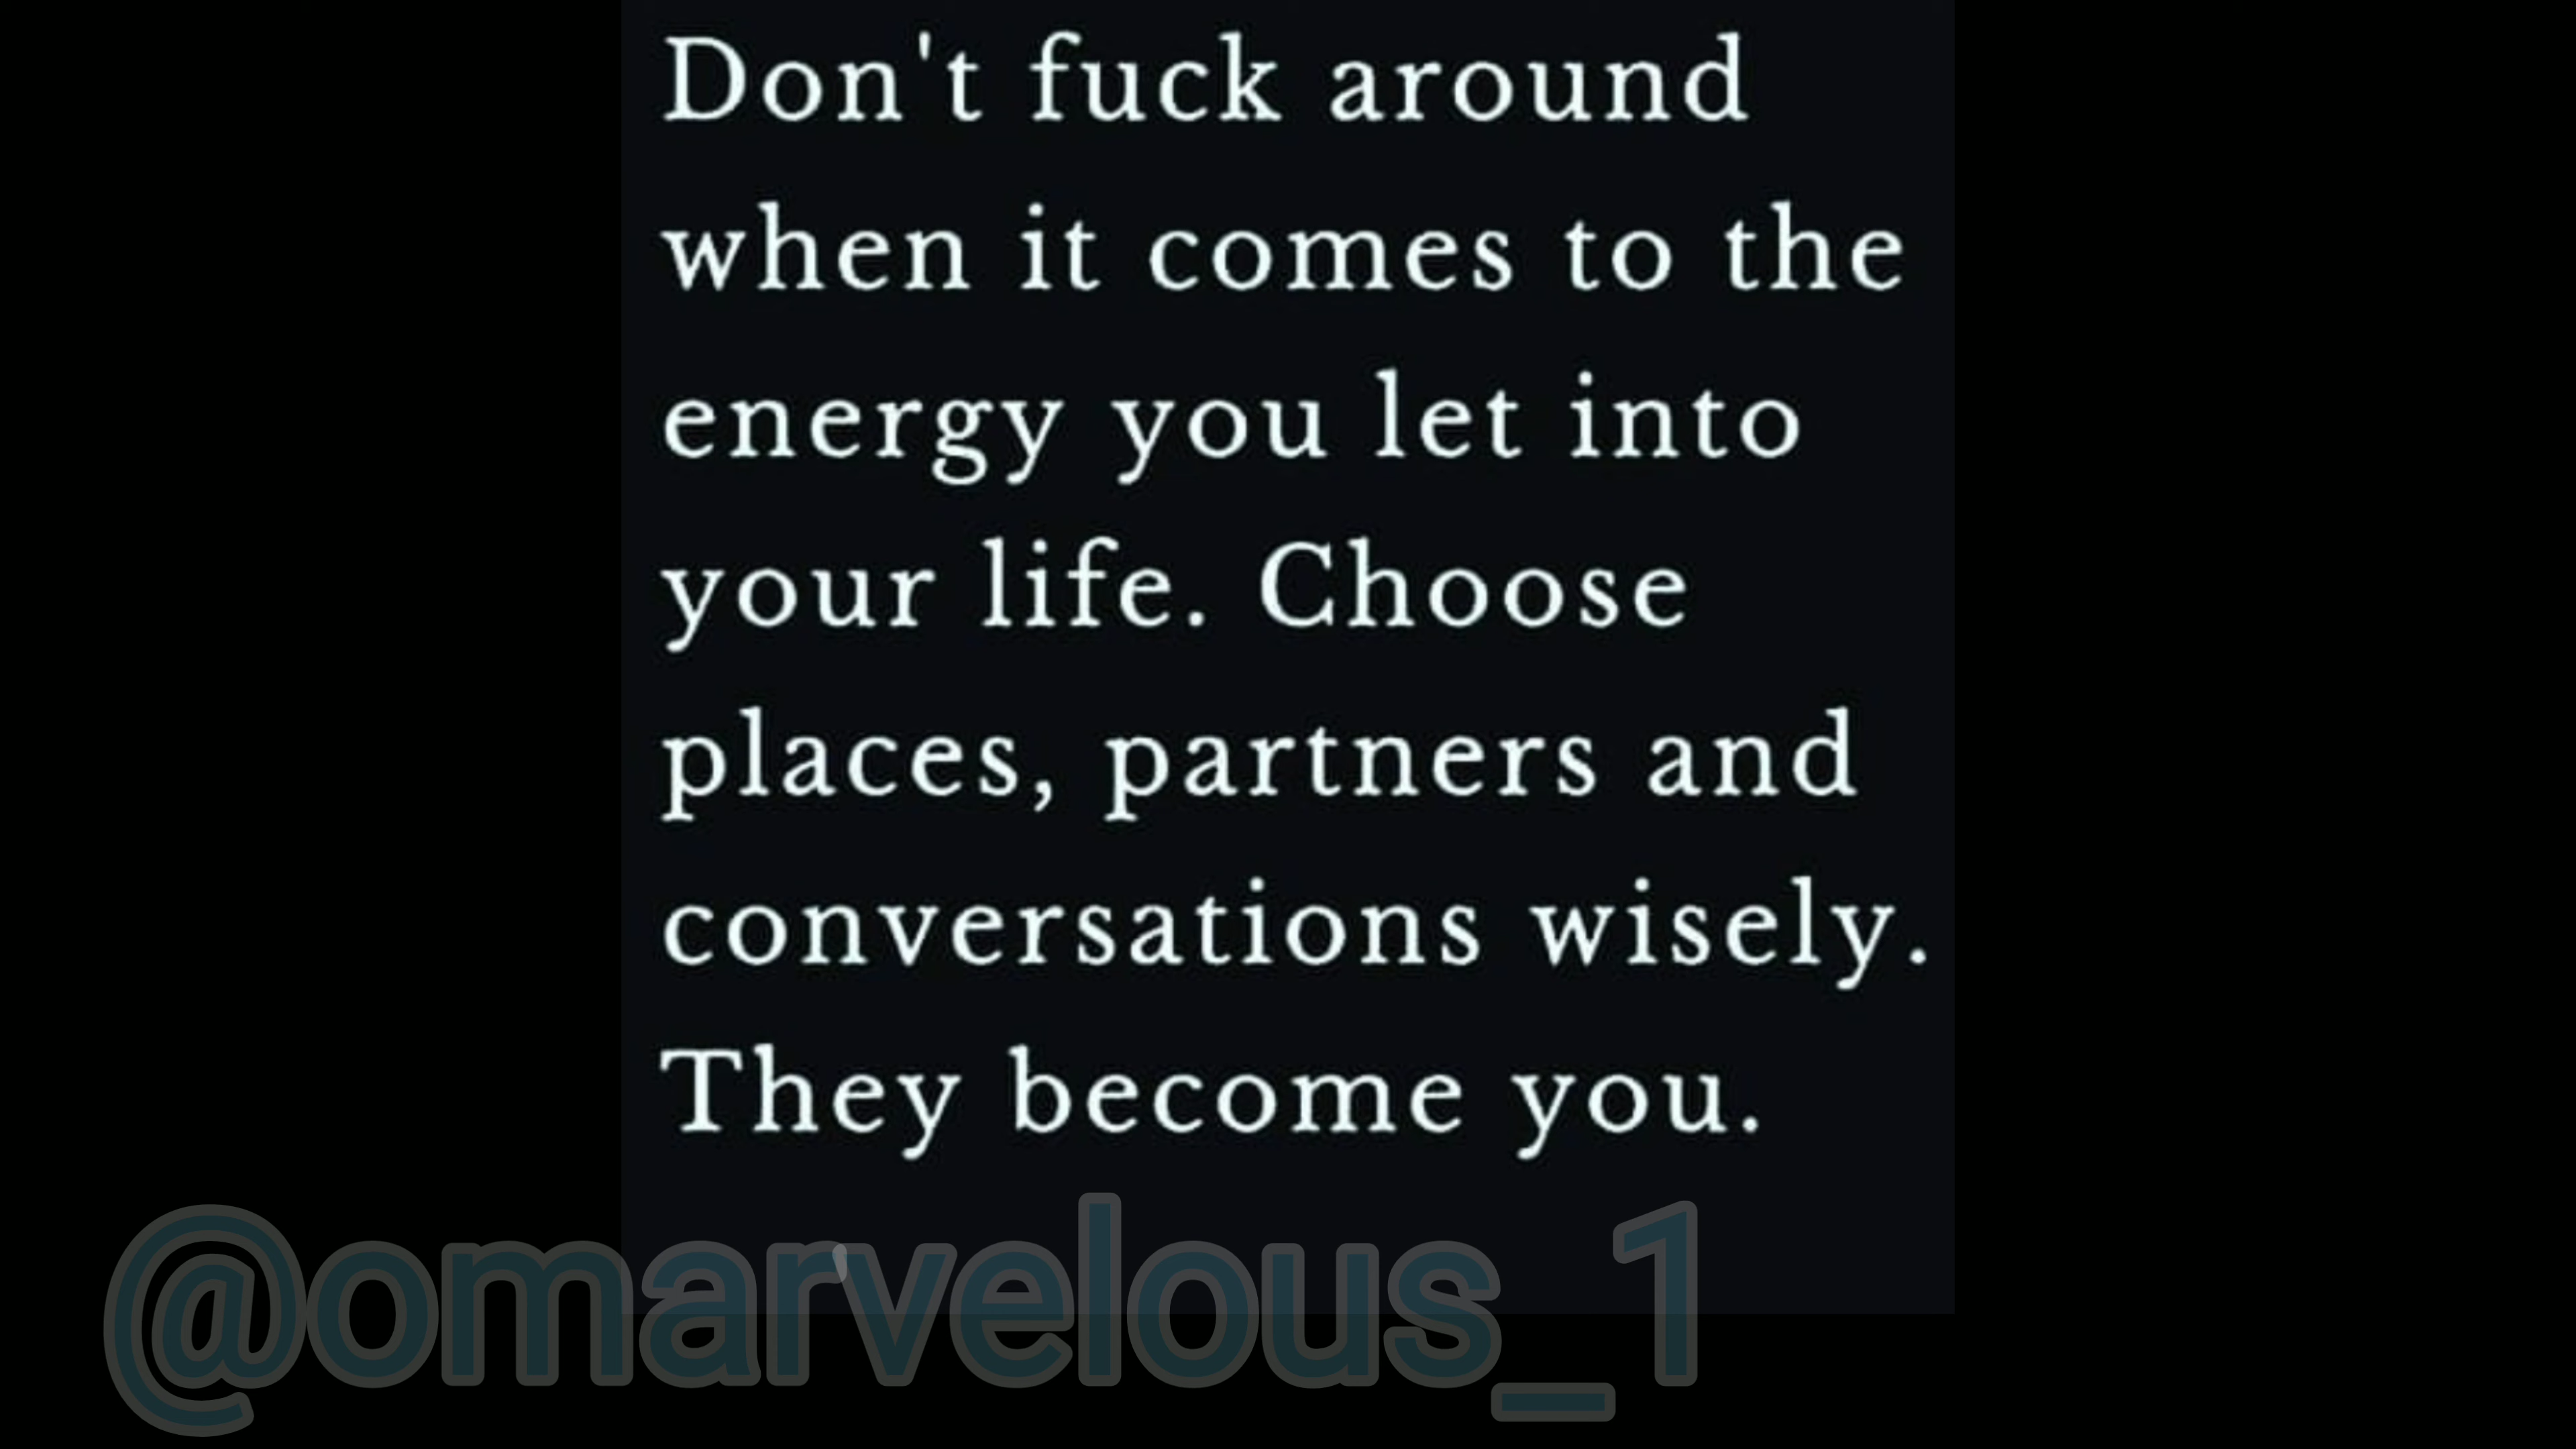 Don't fuck around
when it comes to the
energy you let into
your life. Choose
places, partners and
conversations wisely.
They become you.
@omarvelous_1